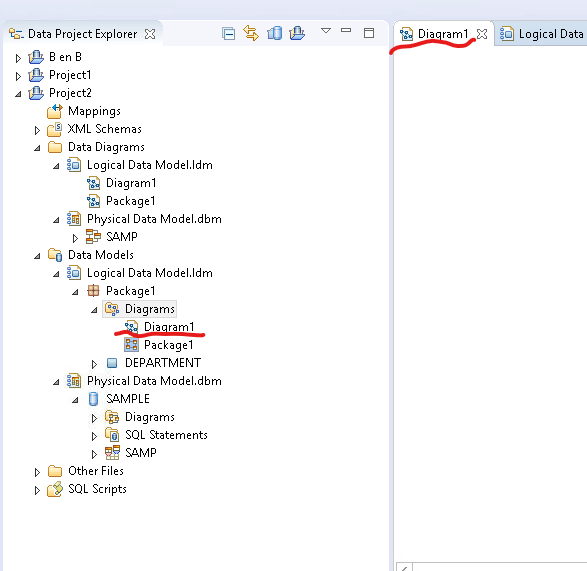 Data Project Explorer
Diagram1
Logical Data
B en B
Project1
Project2
Mappings
XML Schemas
Data Diagrams
Logical Data Model.ldm
Diagram1
Package1
Physical Data Model.dbm
SAMP
Data Models
Logical Data Model.ldm
Package1
Diagrams
Diagram1
Package1
DEPARTMENT
Physical Data Model.dbm
SAMPLE
Diagrams
SQL Statements
SAMP
Other Files
SQL Scripts